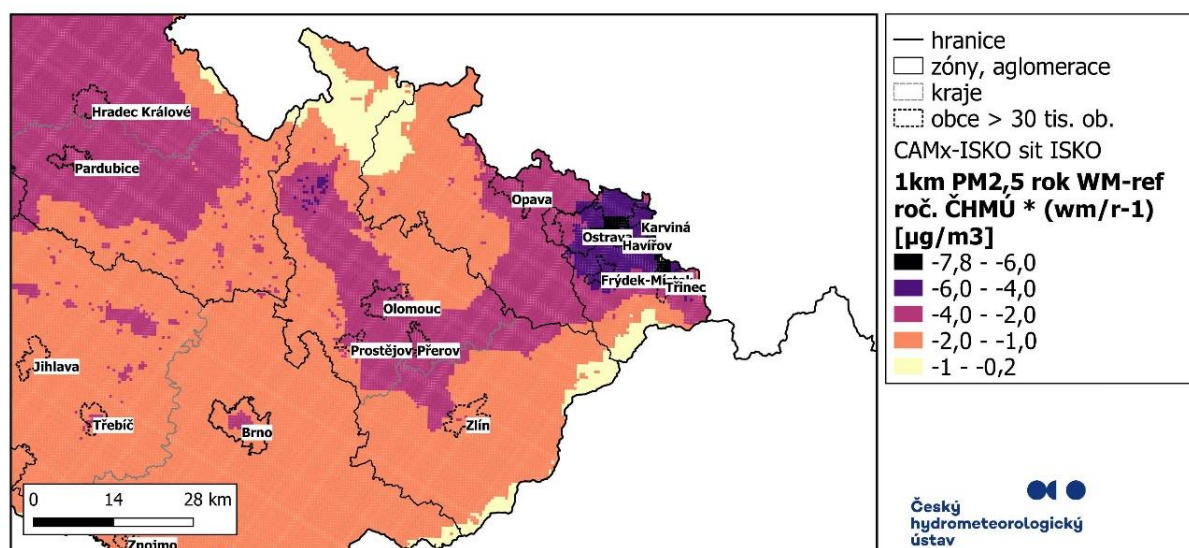 Hradec Králové
Pardubice
Opava
Karviná
Ostrava
Havířov
Frýdek-Místek
Třinec
Olomouc
Prostějov
Přerov
Jihlava
Třebíč
Brno
Zlín
Znojmo
0 14 28 km
hranice
zóny, aglomerace
kraje
obce > 30 tis. ob.
CAMx-ISKO sit ISKO
1km PM2,5 rok WM-ref
roč. ČHMÚ * (wm/r-1)
[µg/m3]
-7,8 - -6,0
-6,0 - -4,0
-4,0 - -2,0
-2,0 - -1,0
-1 - -0,2
Český
hydrometeorologický
ústav